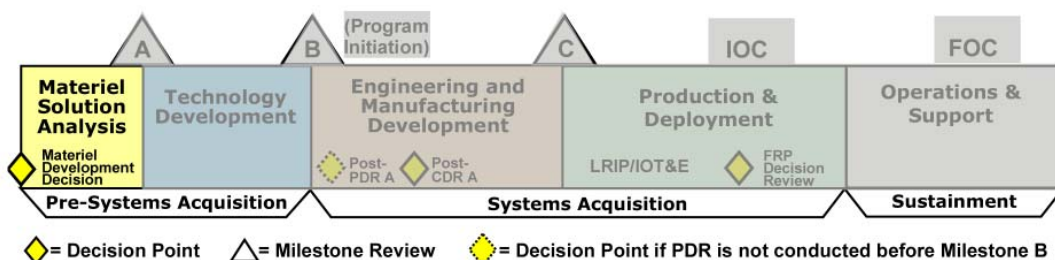 A
B
(Program
Initiation)
C
IOC
FOC
Materiel
Solution
Analysis
Materiel
Development
Decision
Technology
Development
Engineering and
Manufacturing
Development
Post-
PDR A
Post-
CDR A
Production &
Deployment
LRIP/IOT&E
FRP
Decision
Review
Operations &
Support
Pre-Systems Acquisition
Systems Acquisition
Sustainment
= Decision Point
= Milestone Review
= Decision Point if PDR is not conducted before Milestone B